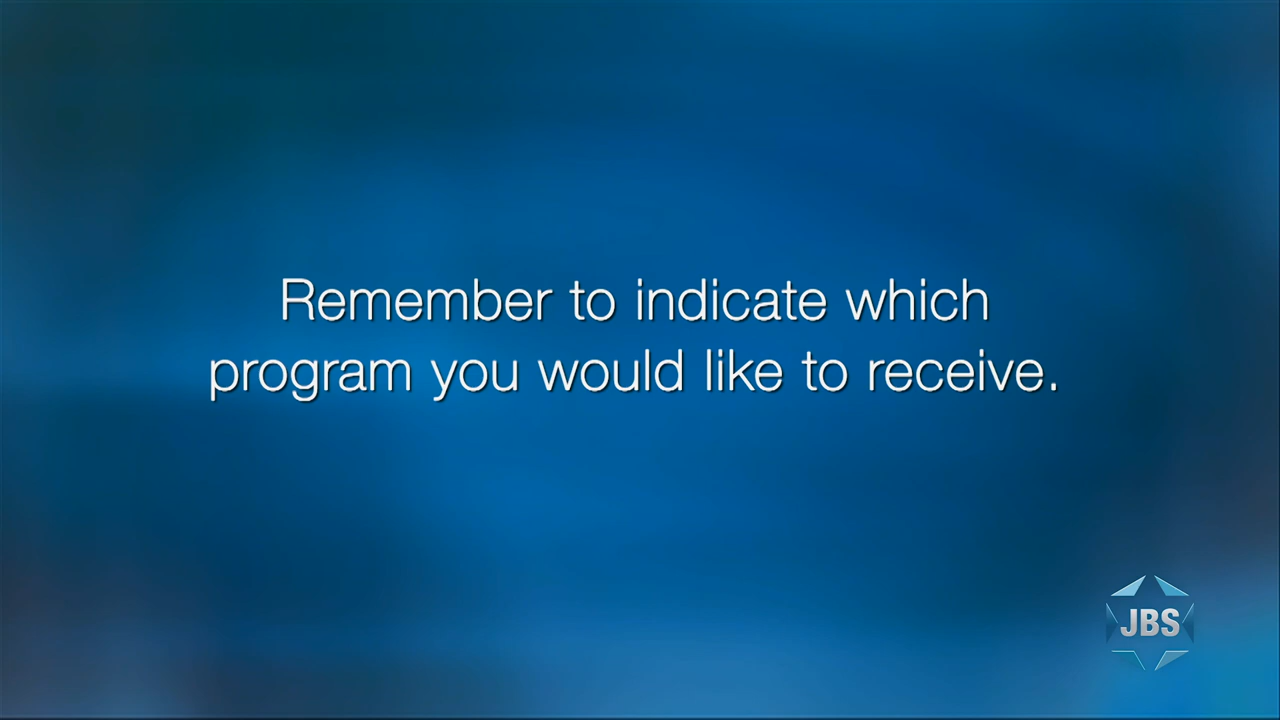 Remember to indicate which
program you would like to receive.
JBS